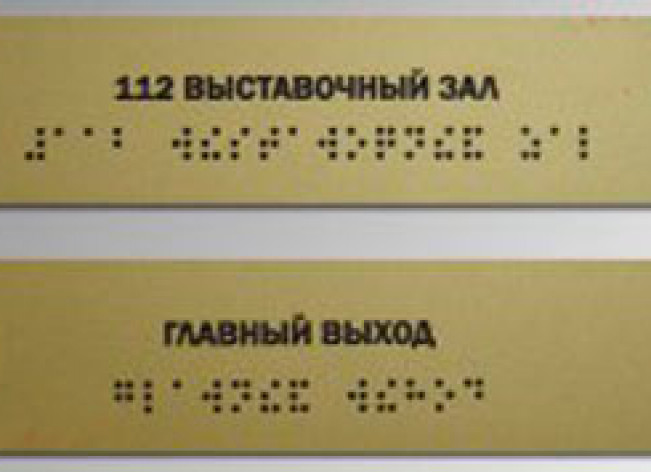 112 ВЫСТАВОЧНЫЙ ЗАЛ
⠼⠁⠁⠃ ⠺⠮⠎⠞⠁⠺⠕⠟⠝⠮⠯ ⠵⠁⠇
ГЛАВНЫЙ ВЫХОД
⠛⠇⠁⠺⠝⠮⠯ ⠺⠮⠓⠕⠙